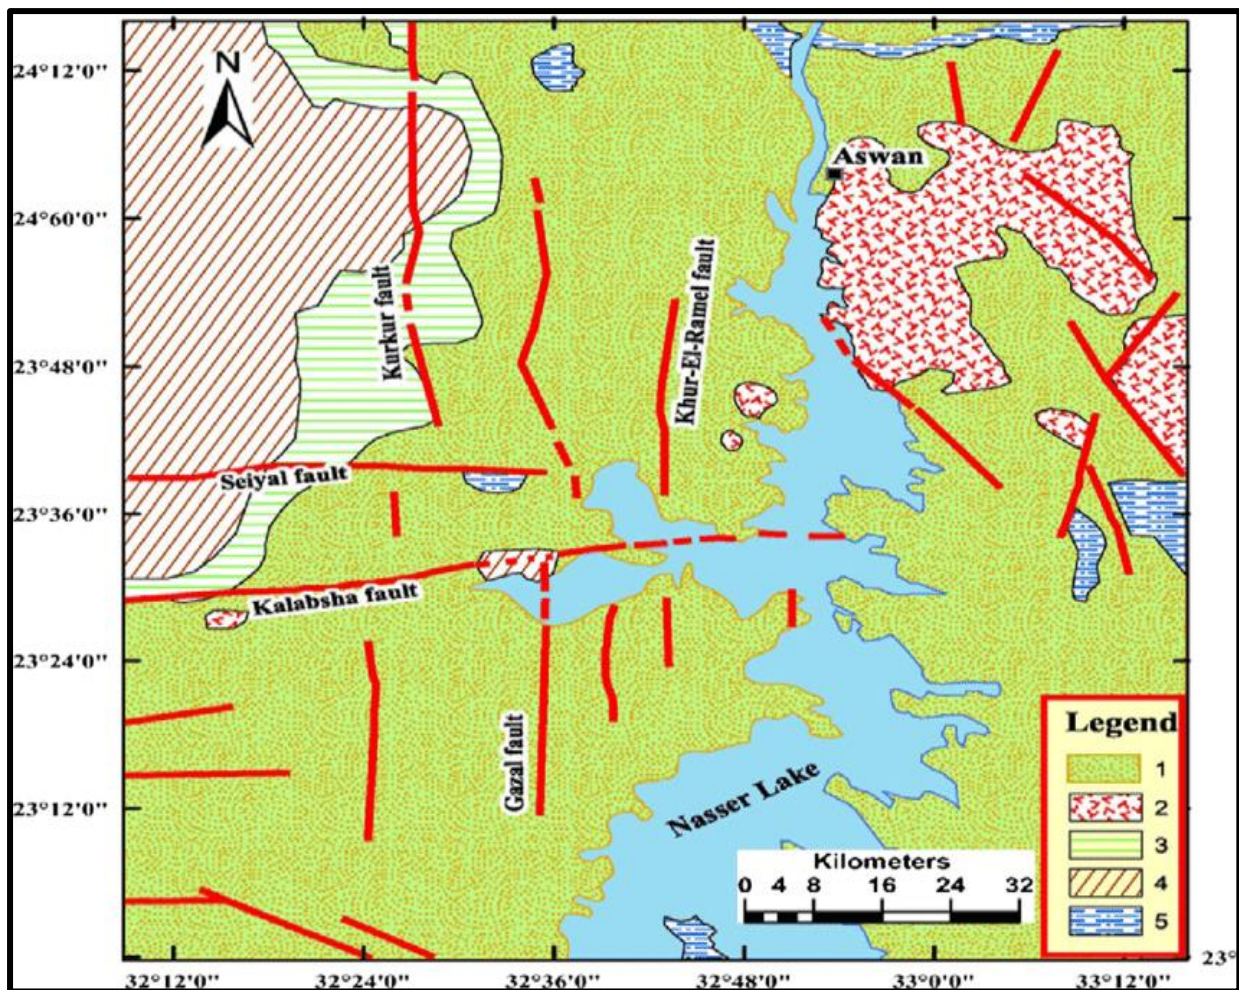 N
24°12'0"
24°60'0"
23°48'0"
23°36'0"
23°24'0"
23°12'0"
Aswan
Kurkur fault
Khur-El-Ramel fault
Seiyal fault
Kalabsha fault
Gazal fault
Nasser Lake
Legend
1
2
3
4
5
Kilometers
0 4 8 16 24 32
23°
32°12'0" 32°24'0" 32°36'0" 32°48'0" 33°0'0" 33°12'0"